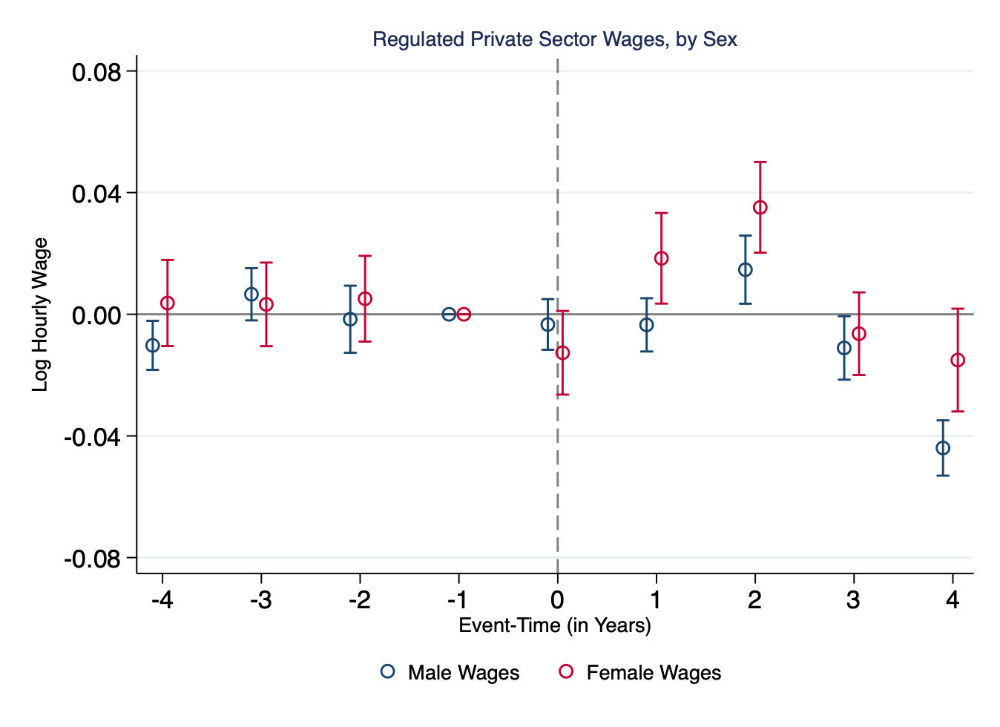 Regulated Private Sector Wages, by Sex
0.08
0.04
0.00
-0.04
-0.08
Log Hourly Wage
-4 -3 -2 -1 0 1 2 3 4
Event-Time (in Years)
Male Wages Female Wages